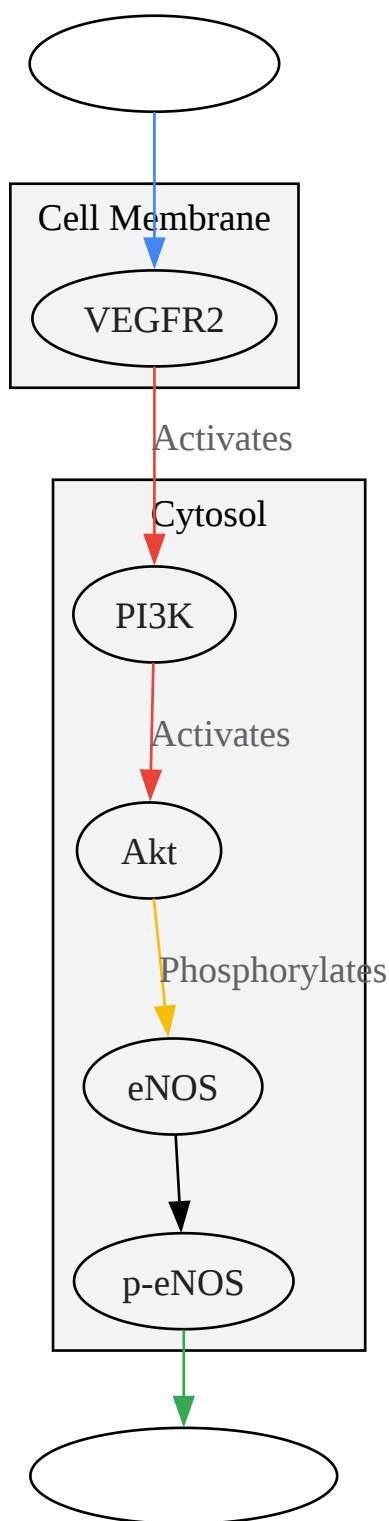 Cell Membrane
VEGFR2
Activates
Cytosol
PI3K
Activates
Akt
Phosphorylates
eNOS
p-eNOS